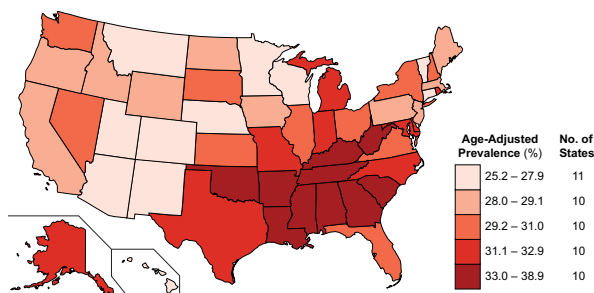 Age-Adjusted No. of
Prevalence (%) States
25.2 – 27.9 11
28.0 – 29.1 10
29.2 – 31.0 10
31.1 – 32.9 10
33.0 – 38.9 10